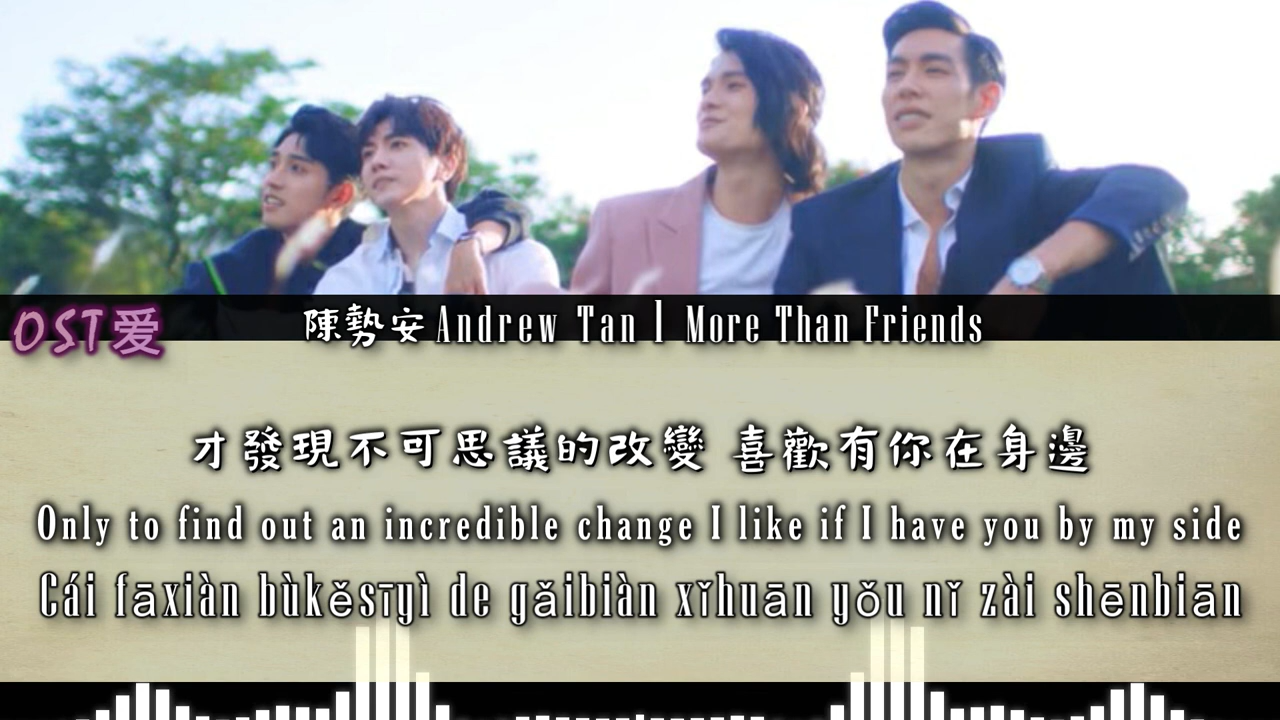 OST爱
陳勢安 Andrew Tan l More Than Friends
才發現不可思議的改變 喜歡有你在身邊
Only to find out an incredible change I like if I have you by my side
Cái fāxiàn bùkěsīyì de gǎibiàn xǐhuān yǒu nǐ zài shēnbiān